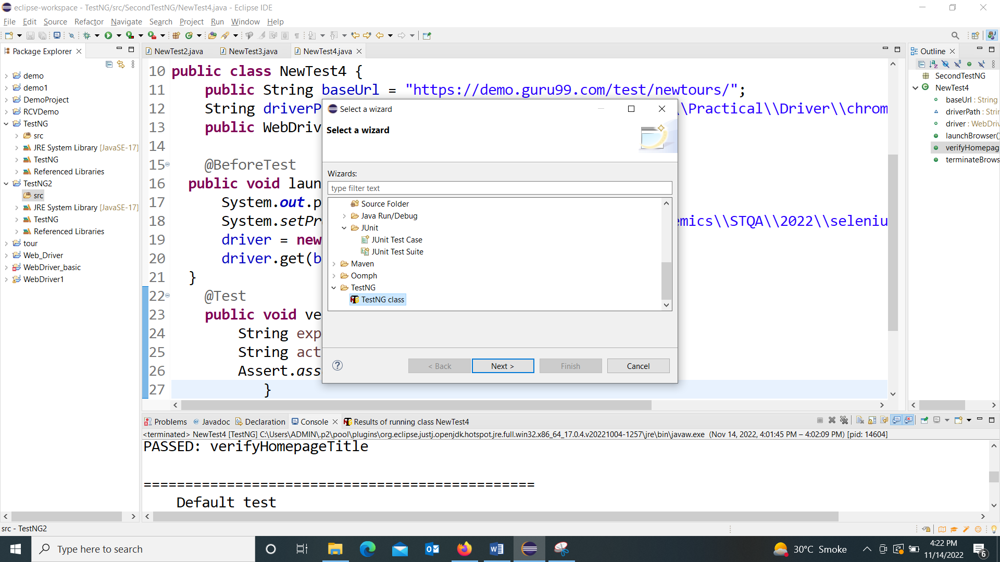 eclipse-workspace - TestNG/src/SecondTestNG/NewTest4.java - Eclipse IDE
File Edit Source Refactor Navigate Search Project Run Window Help
Package Explorer
demo
demo1
DemoProject
RCVDemo
TestNG
src
JRE System Library [JavaSE-17]
TestNG
Referenced Libraries
TestNG2
src
JRE System Library [JavaSE-17]
TestNG
Referenced Libraries
tour
Web_Driver
WebDriver_basic
WebDriver1
NewTest2.java NewTest3.java NewTest4.java
10 public class NewTest4 {
11 public String baseUrl = "https://demo.guru99.com/test/newtours/";
12 String driverP \\Practical\\Driver\\chrom
13 public WebDriv
14
15 @BeforeTest
16 public void laun
17 System.out.p
18 System.setPr emics\\STQA\\2022\\seleniu
19 driver = new
20 driver.get(b
21 }
22 @Test
23 public void ve
24 String exp
25 String act
26 Assert.ass
27 }
Select a wizard
Select a wizard
Wizards:
type filter text
Source Folder
Java Run/Debug
JUnit
JUnit Test Case
JUnit Test Suite
Maven
Oomph
TestNG
TestNG class
< Back Next > Finish Cancel
Outline
SecondTestNG
NewTest4
baseUrl : String
driverPath : Strin
driver : WebDriv
launchBrowser()
verifyHomepag
terminateBrows
Problems Javadoc Declaration Console Results of running class NewTest4
<terminated> NewTest4 [TestNG] C:\Users\ADMIN\.p2\pool\plugins\org.eclipse.justj.openjdk.hotspot.jre.full.win32.x86_64_17.0.4.v20221004-1257\jre\bin\javaw.exe (Nov 14, 2022, 4:01:45 PM – 4:02:09 PM) [pid: 14604]
PASSED: verifyHomepageTitle
===============================================
Default test
src - TestNG2
Type here to search
30°C Smoke
4:22 PM
11/14/2022
6